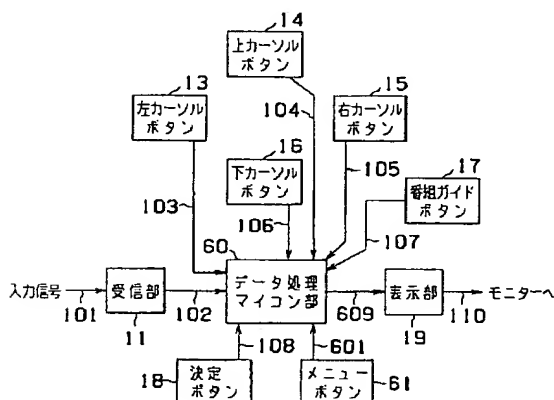 14
上カーソル
ボタン
13
左カーソル
ボタン
15
右カーソル
ボタン
104
16
下カーソル
ボタン
105
17
番組ガイド
ボタン
103
106
107
60
入力信号
101
受信部
11
102
データ処理
マイコン部
609
表示部
19
110
モニターへ
108
601
決定
ボタン
18
メニュー
ボタン
61